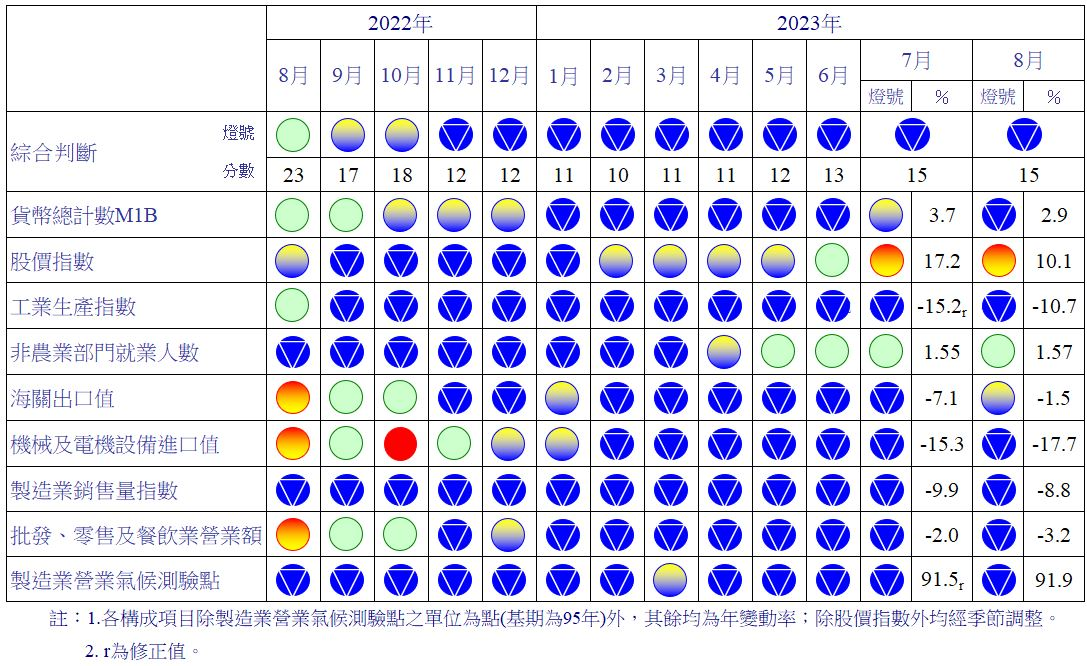 2022年 2023年
8月 9月 10月 11月 12月 1月 2月 3月 4月 5月 6月 7月 8月
燈號 % 燈號 %
綜合判斷 燈號
分數 23 17 18 12 12 11 10 11 11 12 13 15 15
貨幣總計數M1B 3.7 2.9
股價指數 17.2 10.1
工業生產指數 -15.2r -10.7
非農業部門就業人數 1.55 1.57
海關出口值 -7.1 -1.5
機械及電機設備進口值 -15.3 -17.7
製造業銷售量指數 -9.9 -8.8
批發、零售及餐飲業營業額 -2.0 -3.2
製造業營業氣候測驗點 91.5r 91.9
註：1.各構成項目除製造業營業氣候測驗點之單位為點(基期為95年)外，其餘均為年變動率；除股價指數外均經季節調整。
2. r為修正值。